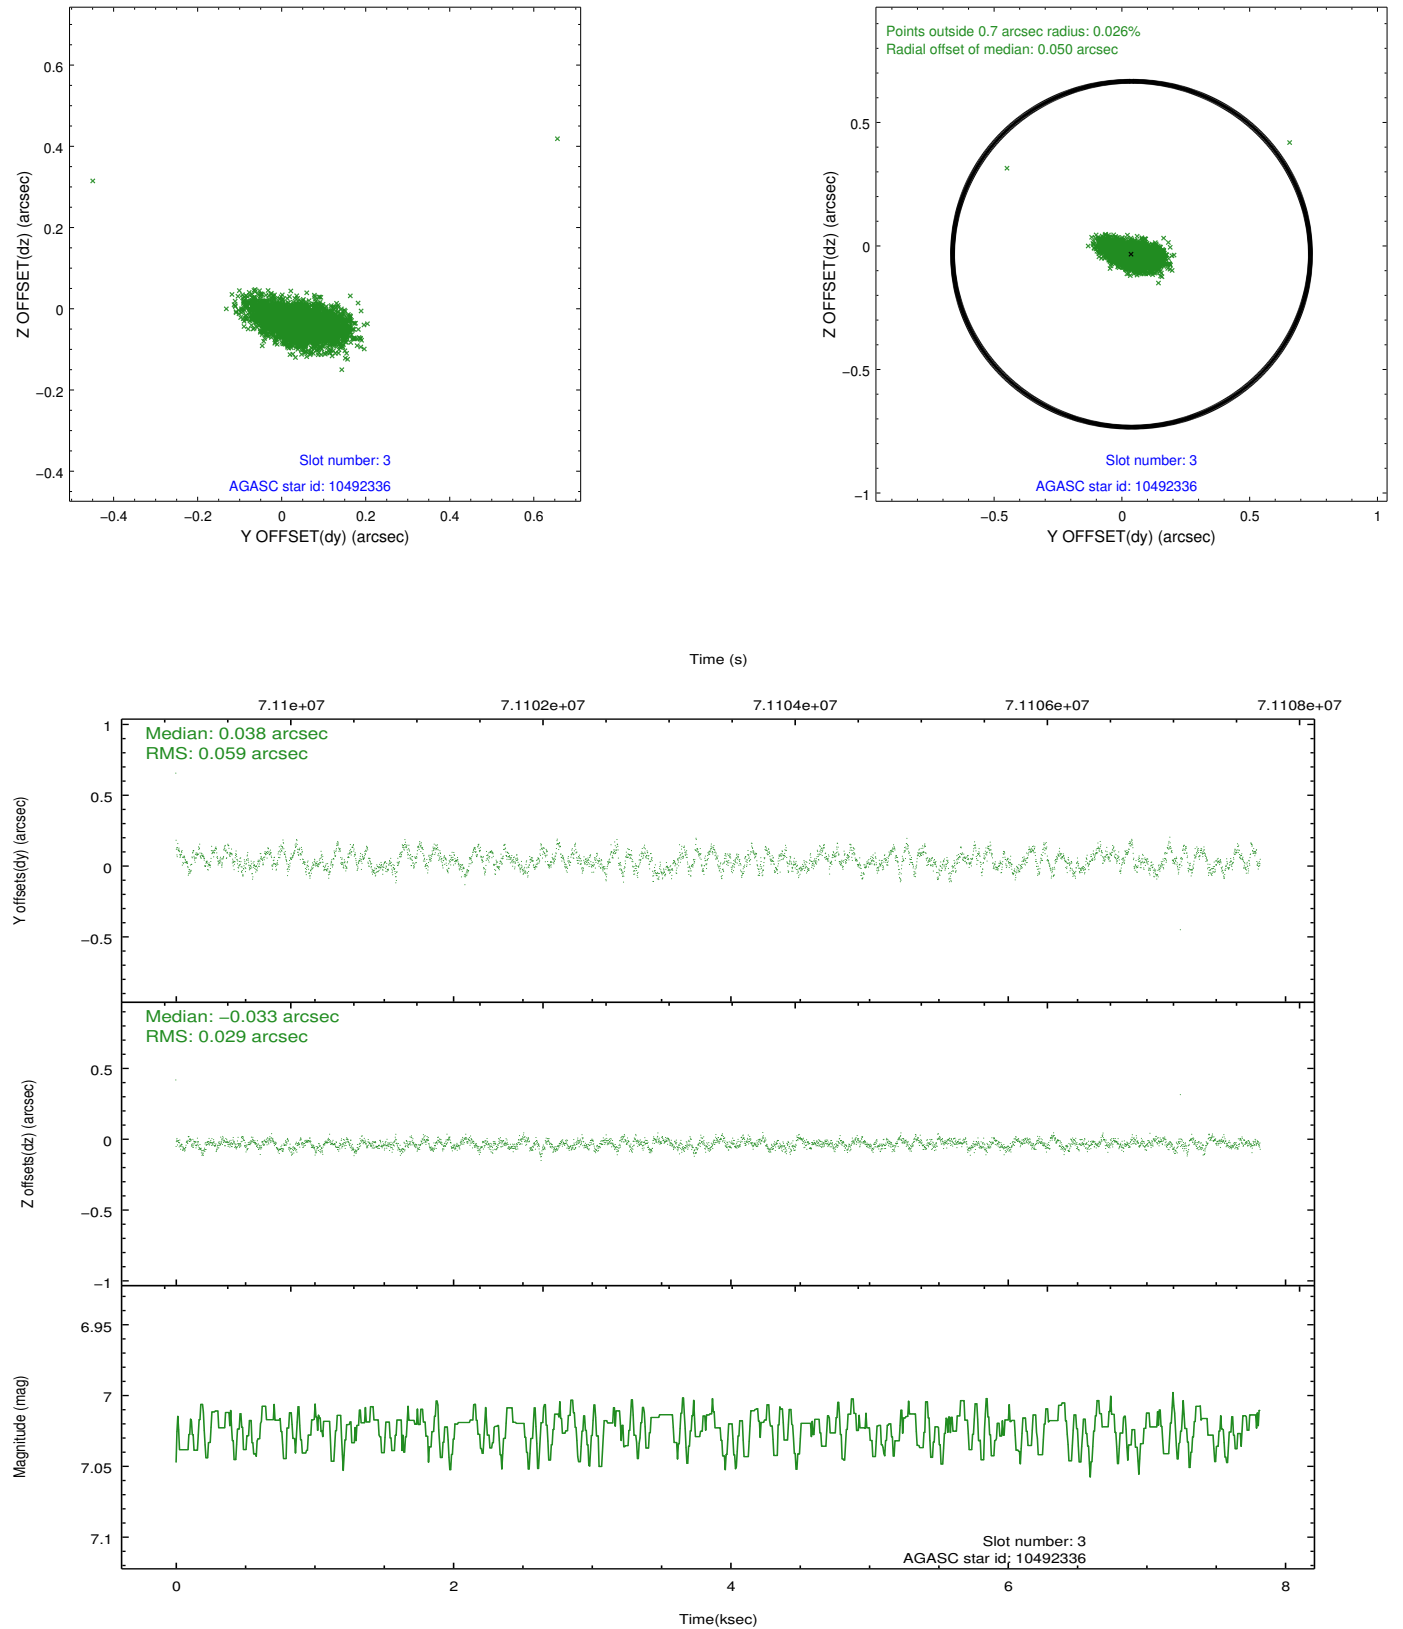 0.6
0.4
0.2
0
−0.2
−0.4
Z OFFSET(dz) (arcsec)
−0.4 −0.2 0 0.2 0.4 0.6
Y OFFSET(dy) (arcsec)
Slot number: 3
AGASC star id: 10492336
Points outside 0.7 arcsec radius: 0.026%
Radial offset of median: 0.050 arcsec
0.5
0
−0.5
−1
Z OFFSET(dz) (arcsec)
Slot number: 3
AGASC star id: 10492336
−0.5 0 0.5 1
Y OFFSET(dy) (arcsec)
Time (s)
7.11e+07 7.1102e+07 7.1104e+07 7.1106e+07 7.1108e+07
Median: 0.038 arcsec
RMS: 0.059 arcsec
1
0.5
0
−0.5
Y offsets(dy) (arcsec)
Median: −0.033 arcsec
RMS: 0.029 arcsec
0.5
0
−0.5
−1
Z offsets(dz) (arcsec)
6.95
7
7.05
7.1
Magnitude (mag)
Slot number: 3
AGASC star id: 10492336
0 2 4 6 8
Time(ksec)